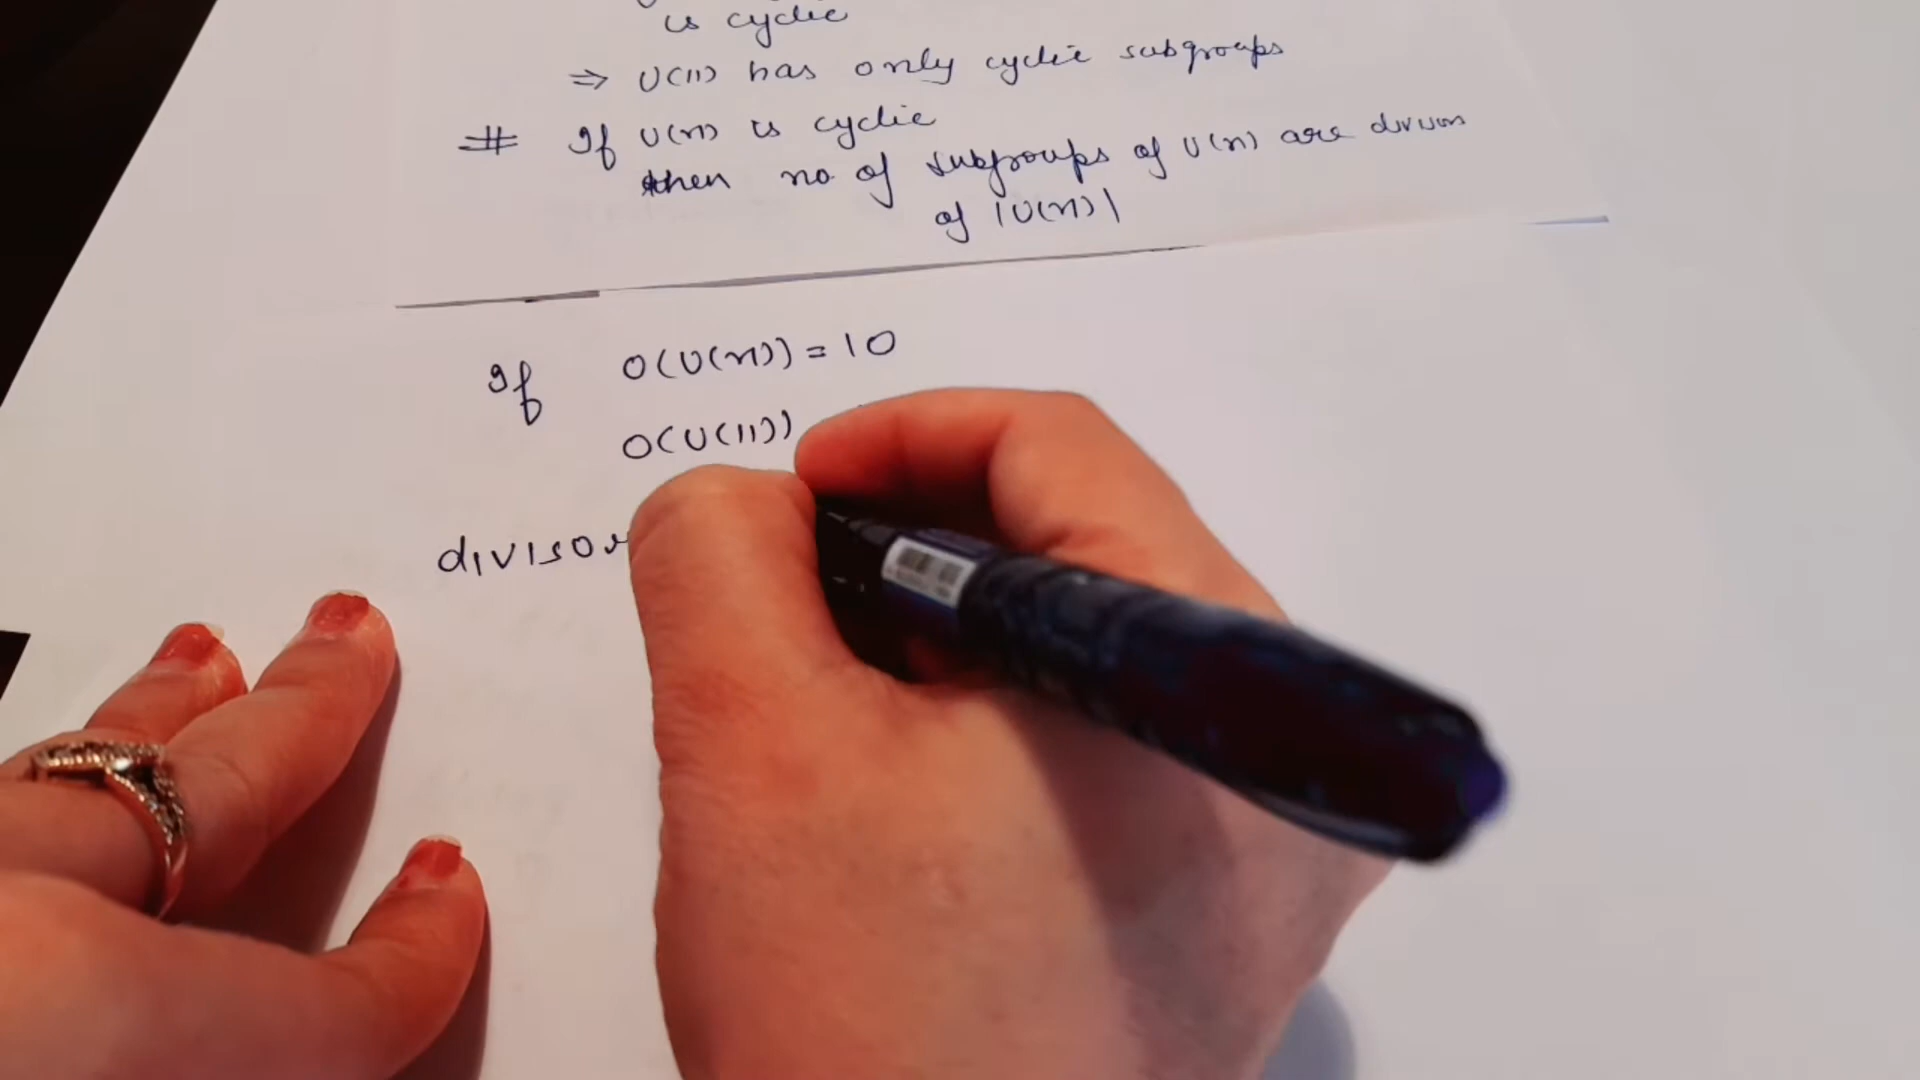 is cyclic
⇒ U(11) has only cyclic subgroups
# If U(n) is cyclic
then no. of subgroups of U(n) are divisors
of |U(n)|
If O(U(n)) = 10
O(U(11))
divisor